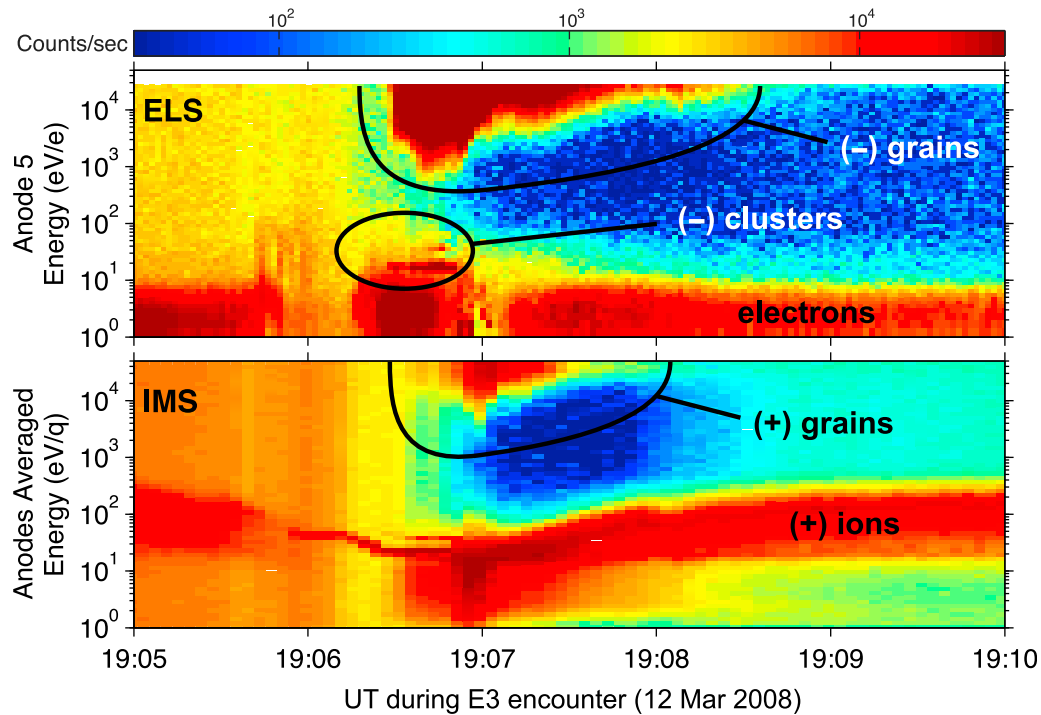 10² 10³ 10⁴
Counts/sec
ELS
Anode 5
Energy (eV/e)
10⁴
10³
10²
10¹
10⁰
(−) grains
(−) clusters
electrons
IMS
Anodes Averaged
Energy (eV/q)
10⁴
10³
10²
10¹
10⁰
(+) grains
(+) ions
19:05 19:06 19:07 19:08 19:09 19:10
UT during E3 encounter (12 Mar 2008)